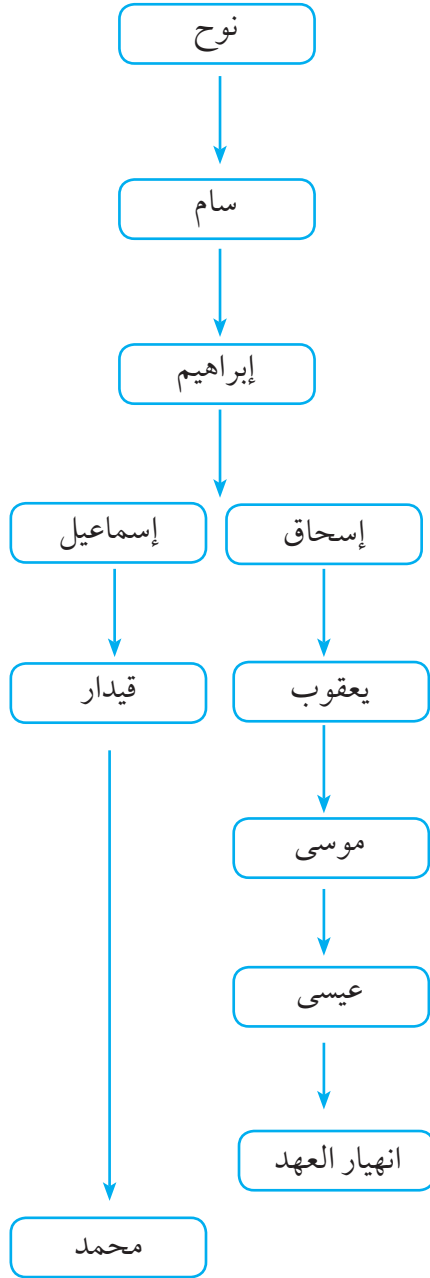 نوح
سام
إبراهيم
إسحاق
إسماعيل
يعقوب
قيدار
موسى
عيسى
انهيار العهد
محمد